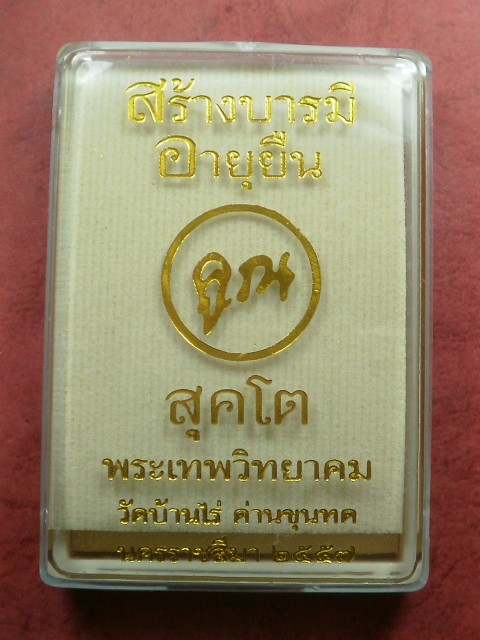 สร้างบารมี
อายุยืน
คูณ
สุคโต
พระเทพวิทยาคม
วัดบ้านไร่ ด่านขุนทด
นครราชสีมา ๒๕๕๗